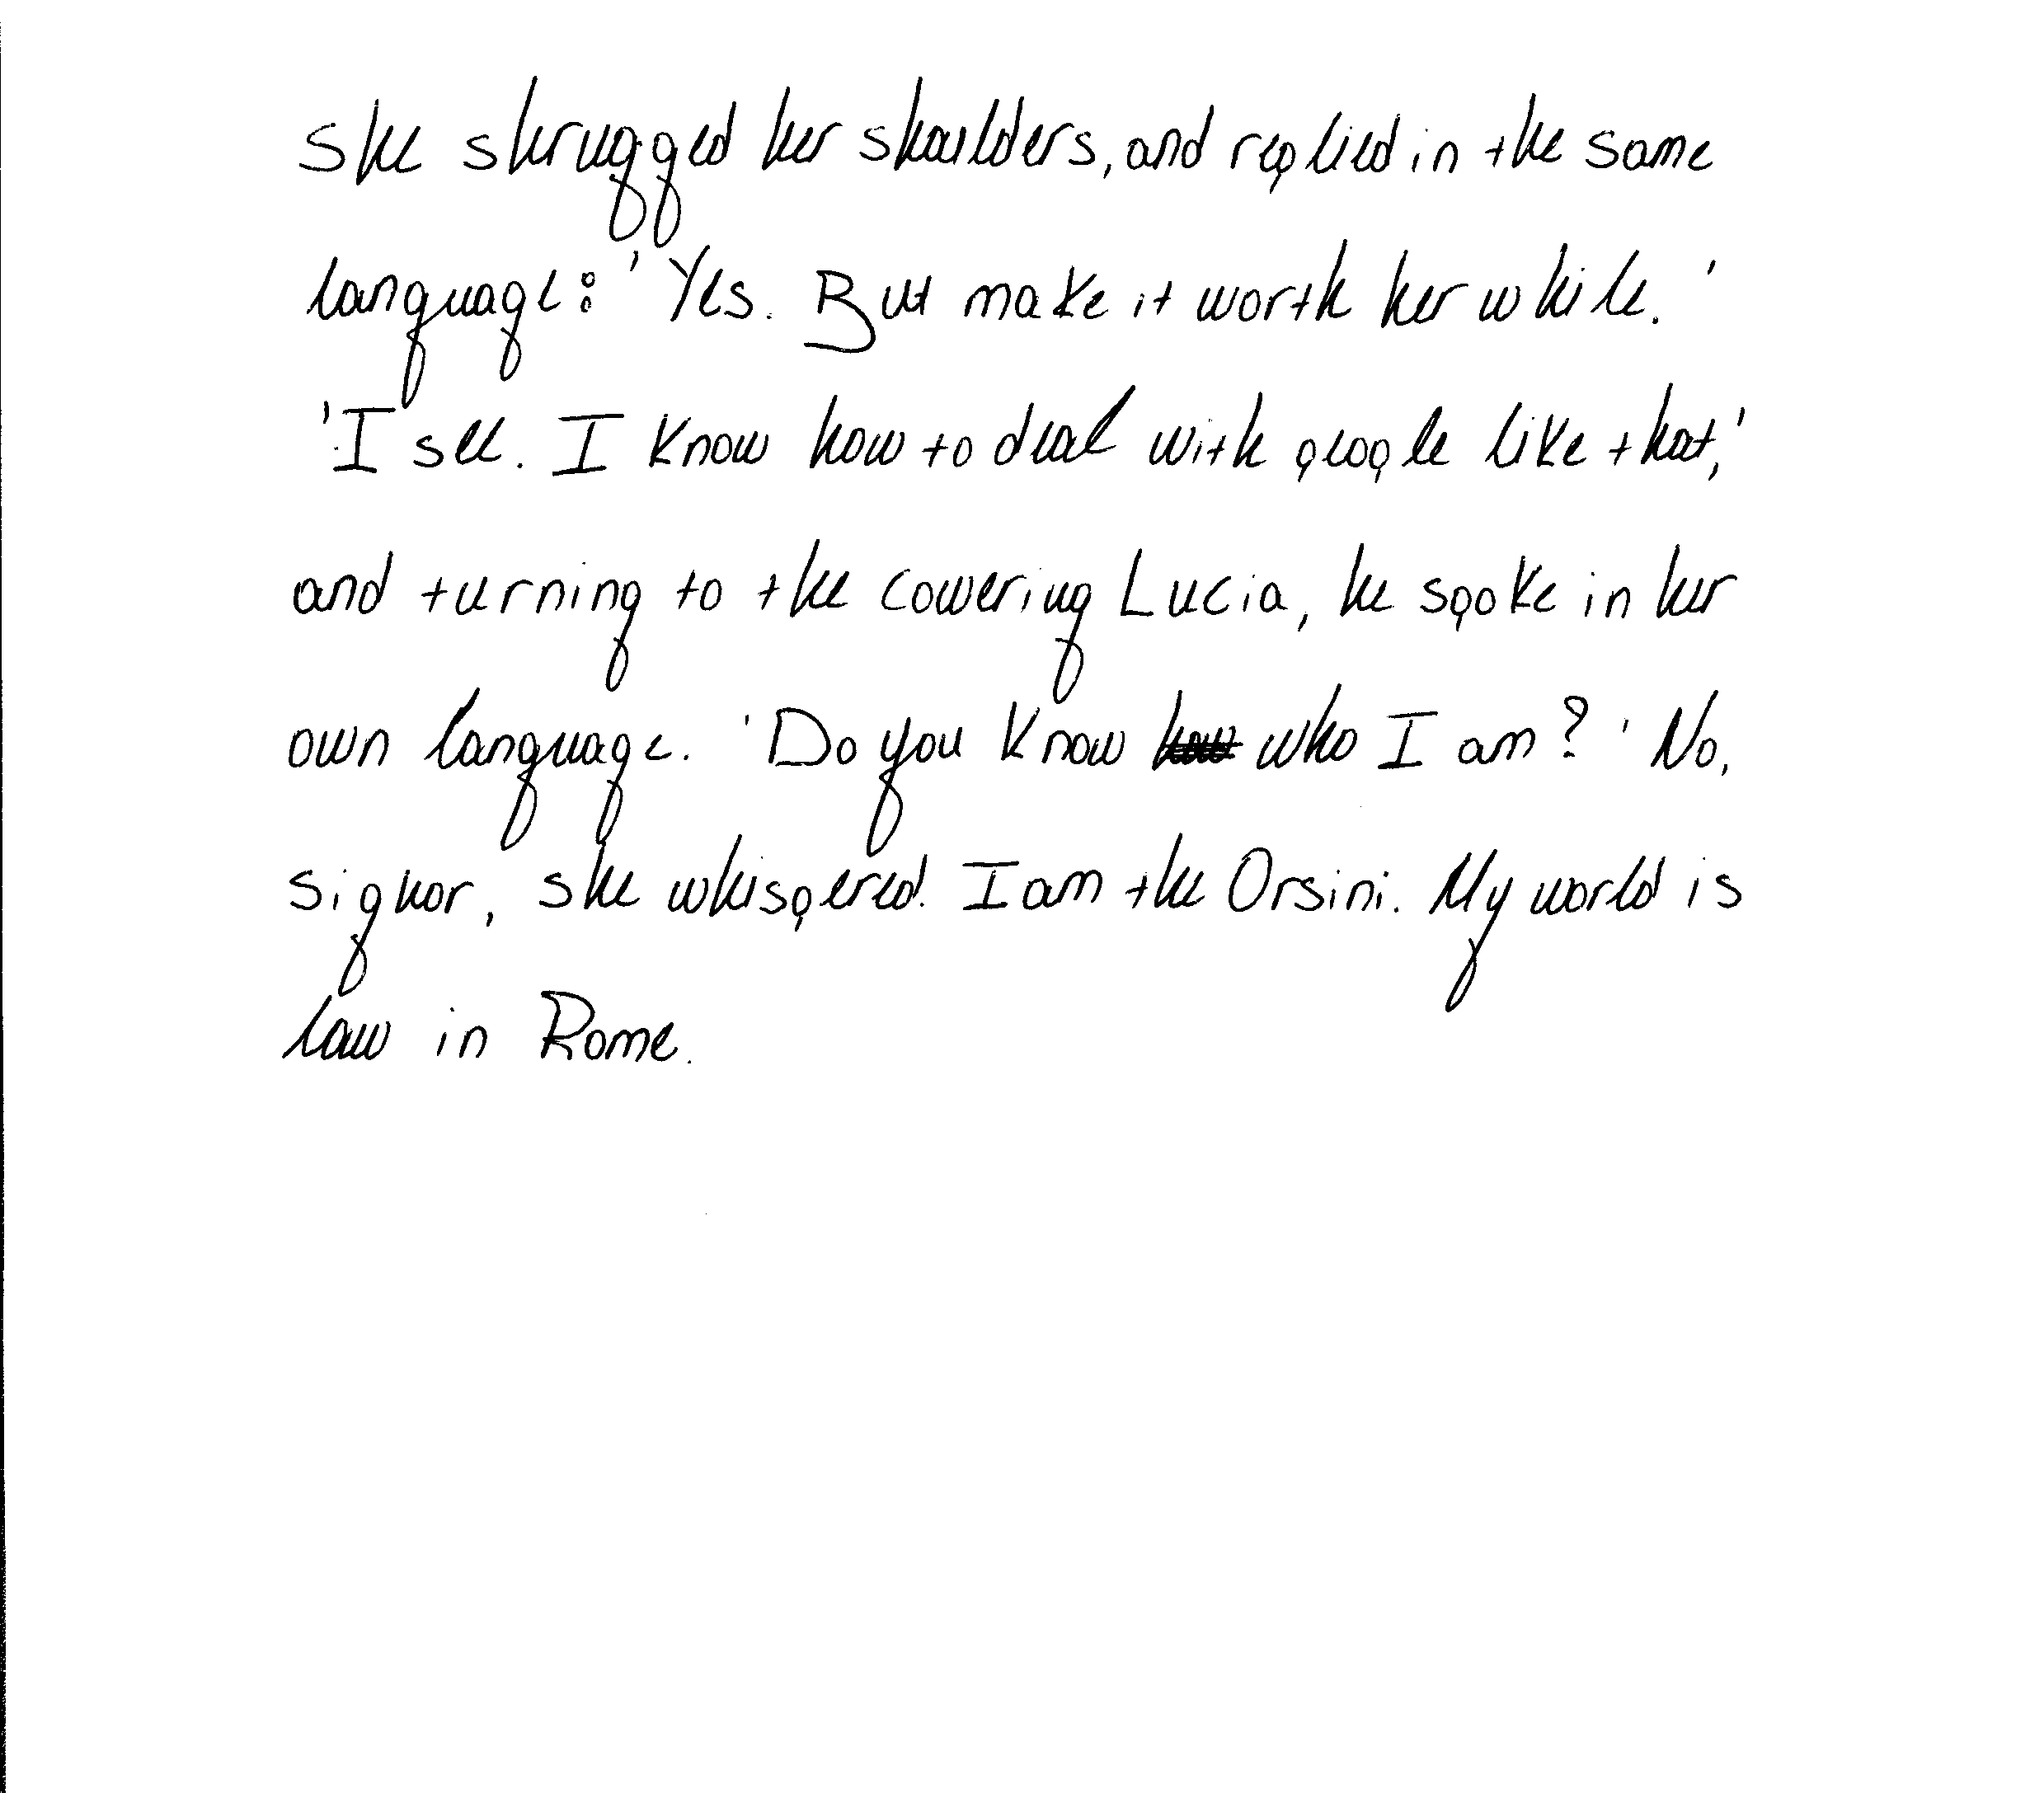 She shrugged her shoulders, and replied in the same
language: 'Yes. But make it worth her while.'
'I see. I know how to deal with people like that,'
and turning to the cowering Lucia, he spoke in her
own language. 'Do you know who I am? 'No,
signor, she whispered. I am the Orsini. My world is
law in Rome.